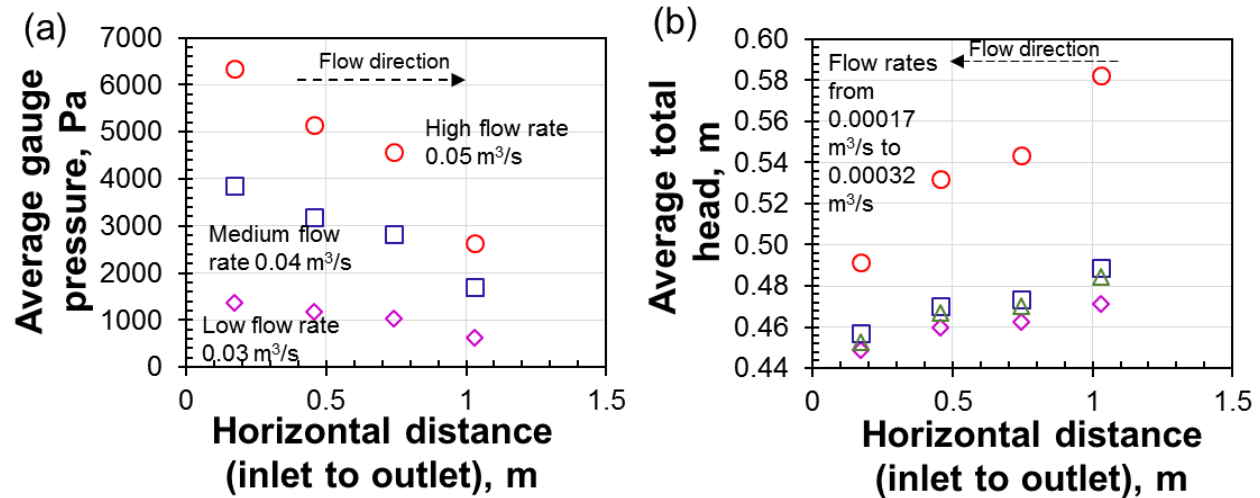 (a)
Average gauge
pressure, Pa
7000
6000
5000
4000
3000
2000
1000
0
Flow direction
High flow rate
0.05 m³/s
Medium flow
rate 0.04 m³/s
Low flow rate
0.03 m³/s
0
0.5
1
1.5
Horizontal distance
(inlet to outlet), m
(b)
Average total
head, m
0.60
0.58
0.56
0.54
0.52
0.50
0.48
0.46
0.44
Flow direction
Flow rates
from
0.00017
m³/s to
0.00032
m³/s
0
0.5
1
1.5
Horizontal distance
(inlet to outlet), m